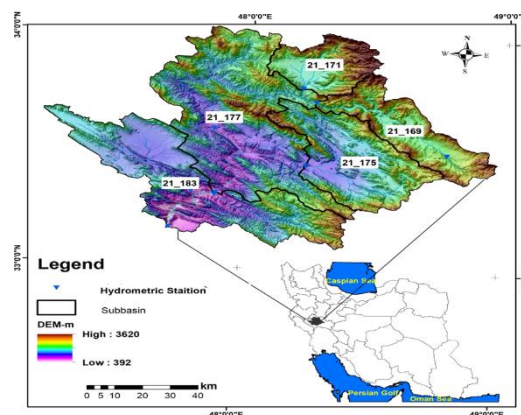 48°0'0"E
49°0'0"E
34°0'0"N
N
W
E
S
21_171
21_177
21_169
21_175
21_183
33°0'0"N
Legend
Hydrometric Staition
Subbasin
DEM-m
High : 3620
Low : 392
0 5 10 20 30 40
km
Caspian Sea
Persian Golf
Oman Sea
48°0'0"E
49°0'0"E